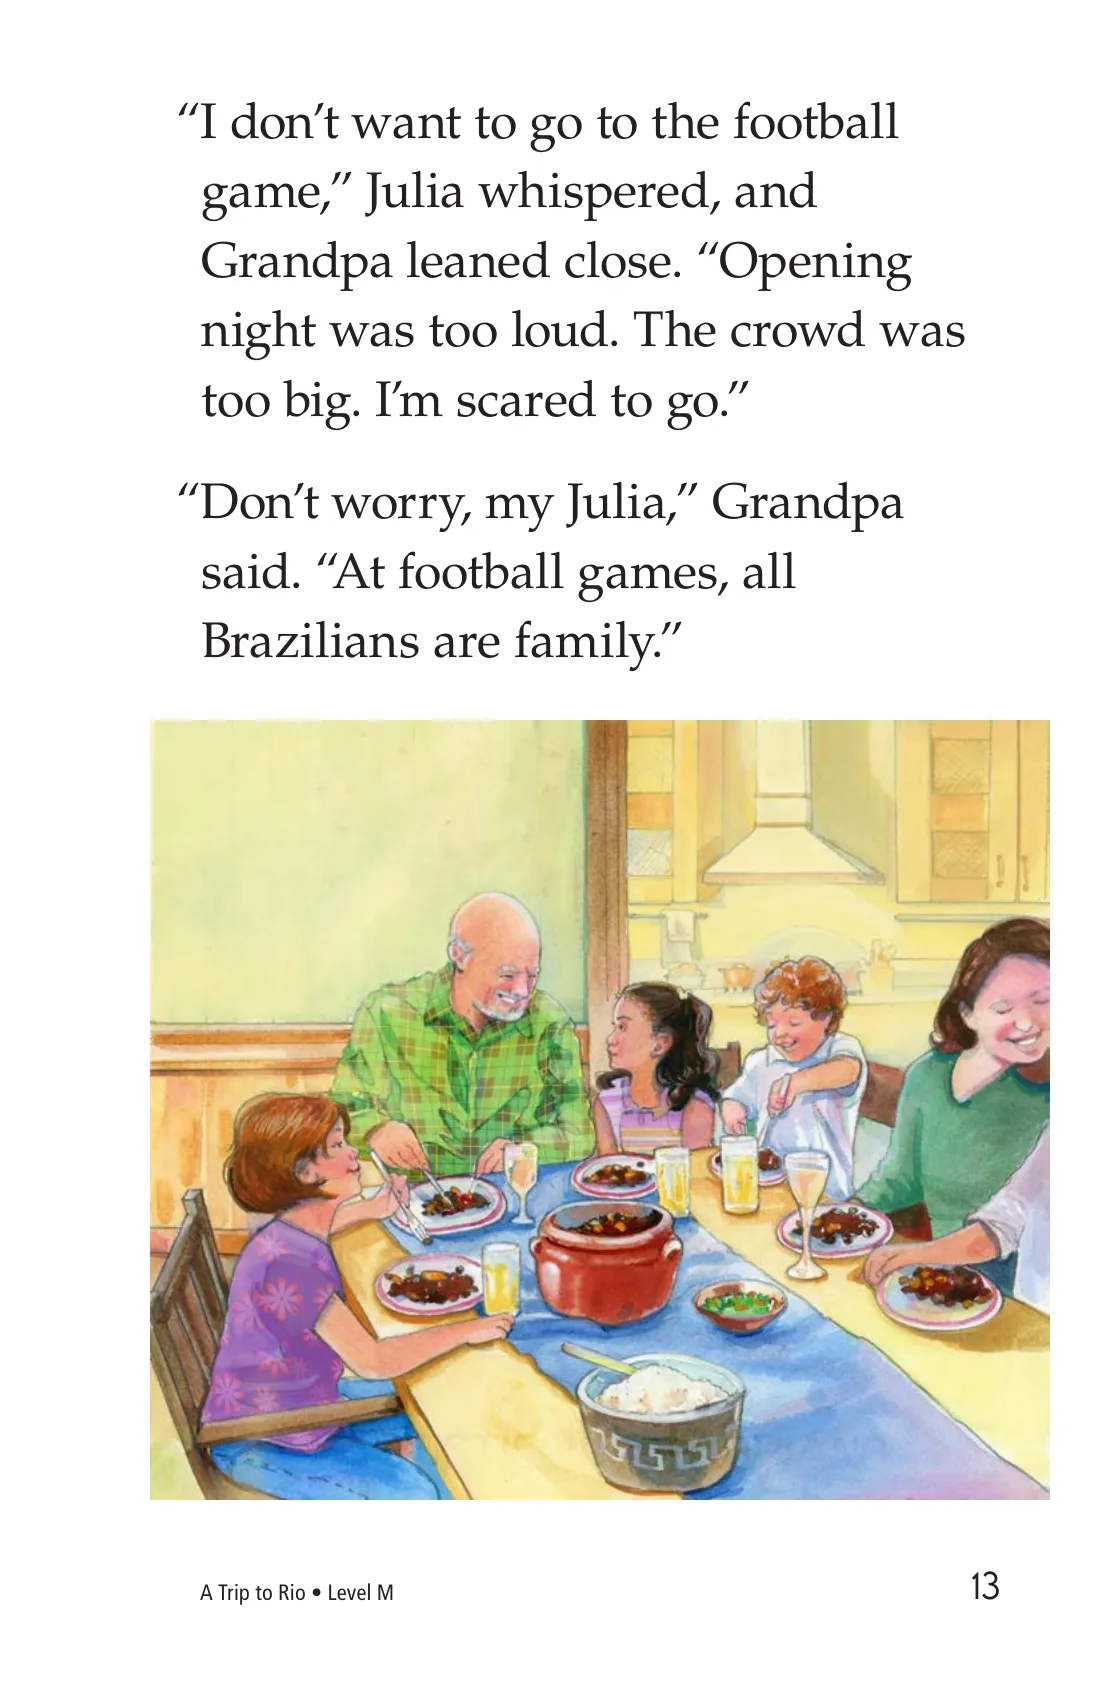 “I don’t want to go to the football
game,” Julia whispered, and
Grandpa leaned close. “Opening
night was too loud. The crowd was
too big. I’m scared to go.”
“Don’t worry, my Julia,” Grandpa
said. “At football games, all
Brazilians are family.”
A Trip to Rio • Level M
13